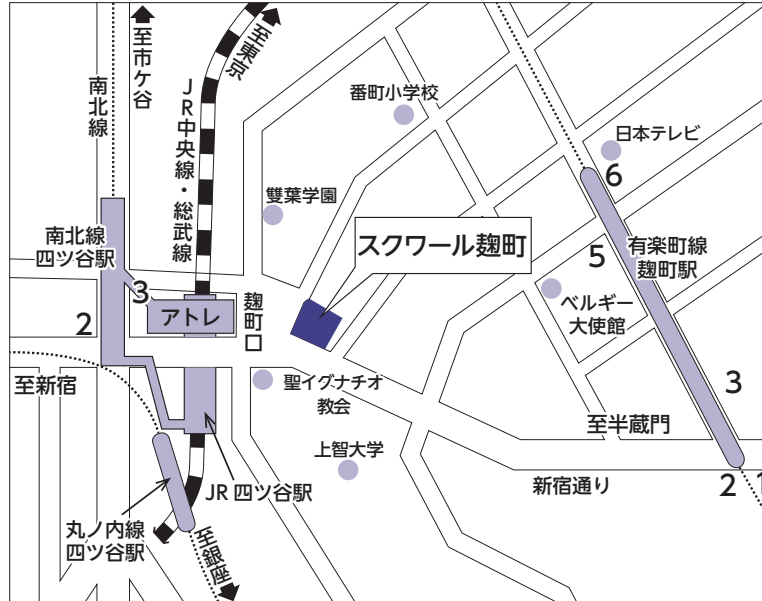 至市ケ谷
至東京
南北線
JR中央線・総武線
番町小学校
日本テレビ
6
雙葉学園
スクワール麹町
南北線
四ツ谷駅
有楽町線
麹町駅
5
3
アトレ
麹町口
ベルギー
大使館
2
至新宿
聖イグナチオ
教会
3
至半蔵門
上智大学
JR 四ツ谷駅
新宿通り
2
1
丸ノ内線
四ツ谷駅
至銀座